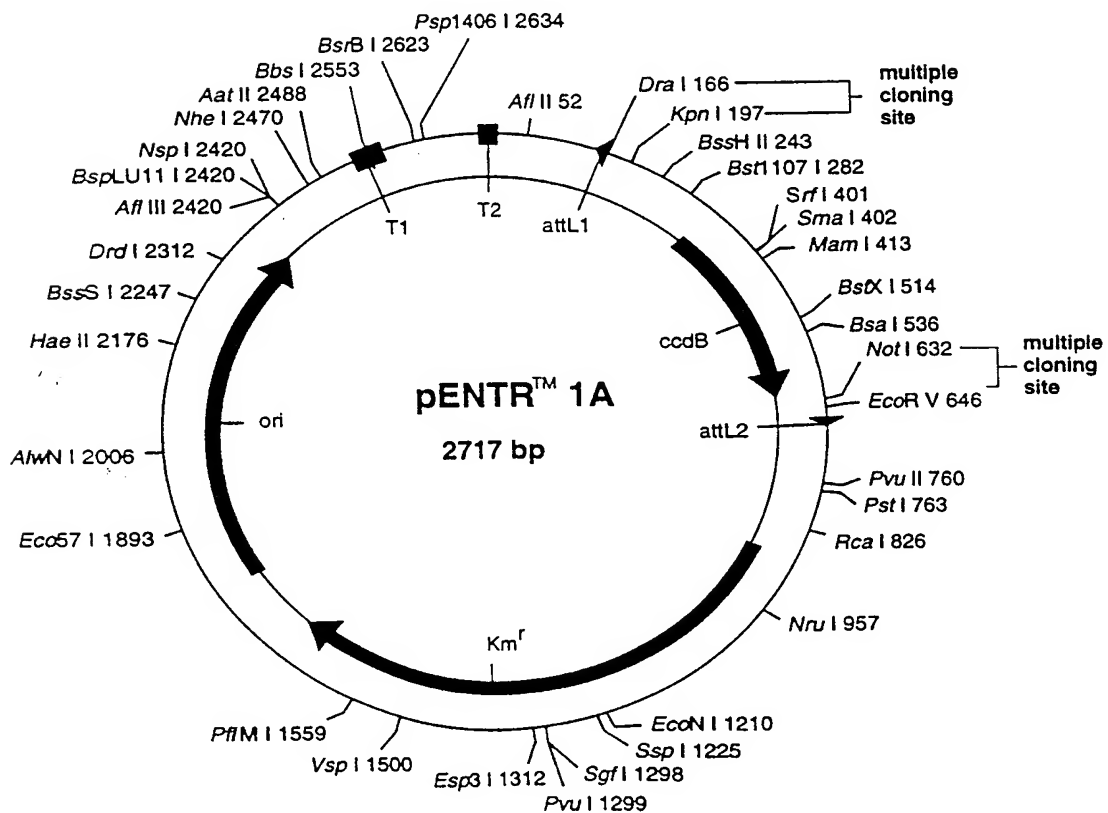 Psp1406 I 2634
BsrB I 2623
Bbs I 2553
Aat II 2488
Nhe I 2470
Nsp I 2420
BspLU11 I 2420
Afl III 2420
Drd I 2312
BssS I 2247
Hae II 2176
AlwN I 2006
Eco57 I 1893
Afl II 52
Dra I 166
Kpn I 197
multiple
cloning
site
BssH II 243
Bst1107 I 282
Srf I 401
Sma I 402
Mam I 413
BstX I 514
Bsa I 536
Not I 632
EcoR V 646
multiple
cloning
site
Pvu II 760
Pst I 763
Rca I 826
Nru I 957
EcoN I 1210
Ssp I 1225
Sgf I 1298
Pvu I 1299
Esp3 I 1312
Vsp I 1500
PflM I 1559
T1
T2
attL1
ccdB
attL2
ori
Kmr
pENTR™ 1A
2717 bp